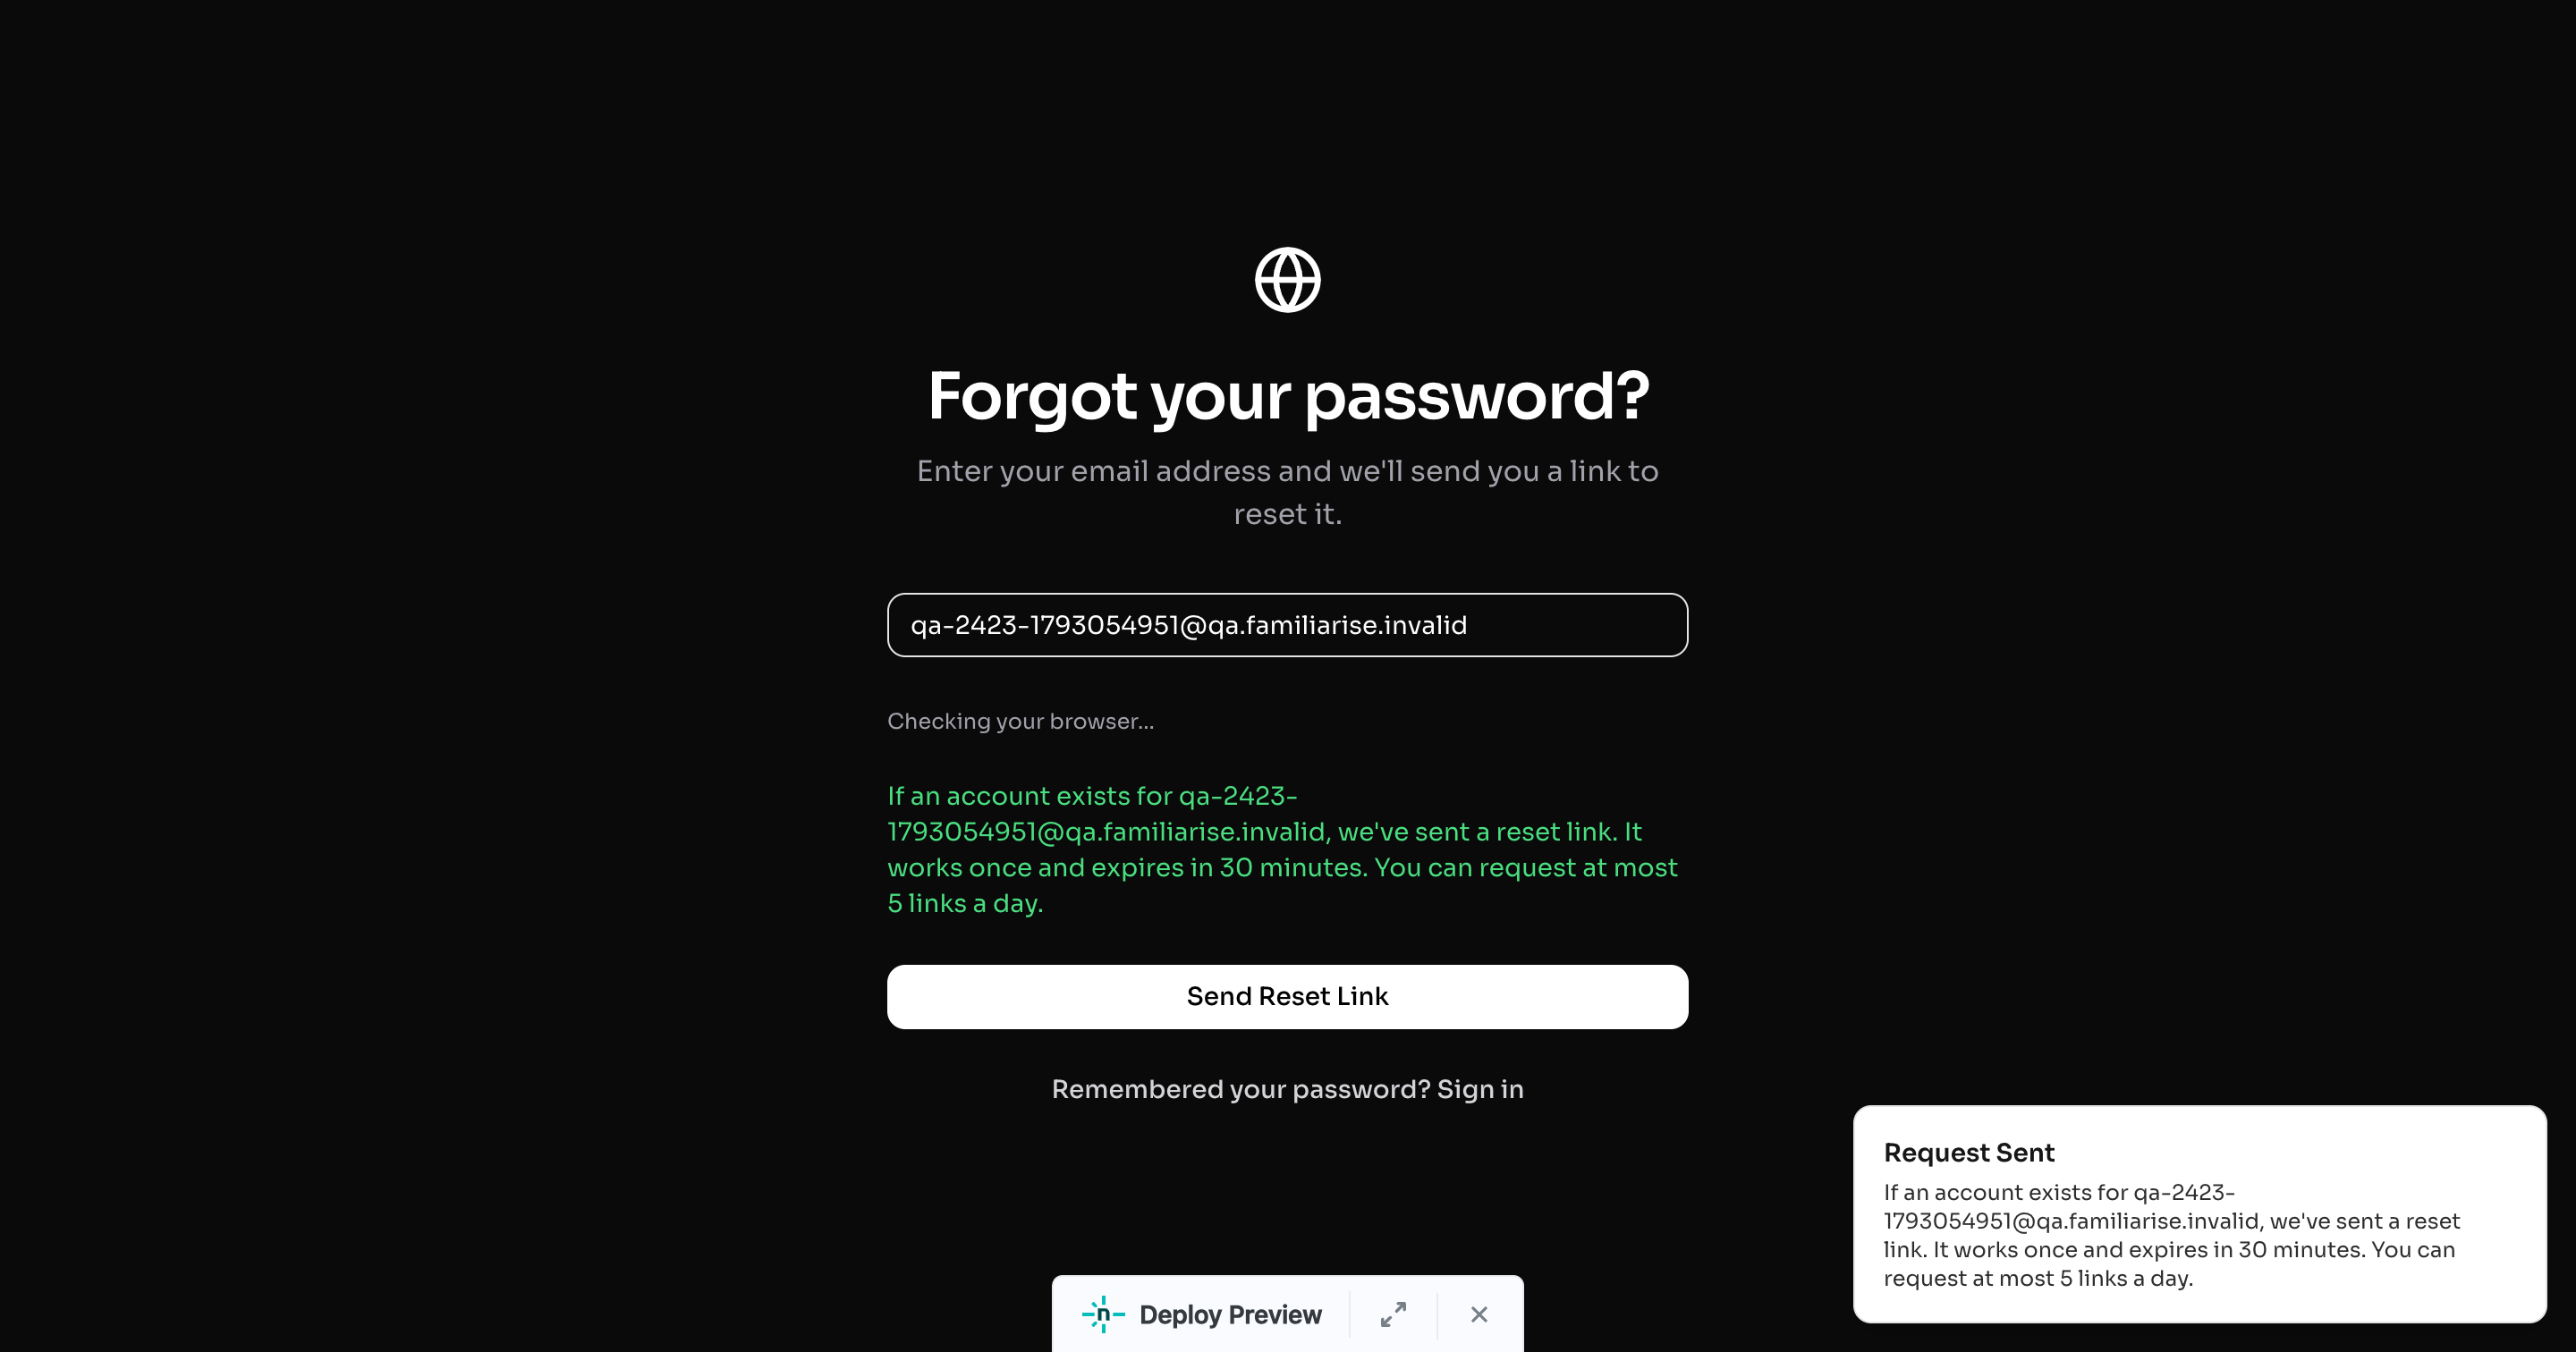 Forgot your password?
Enter your email address and we'll send you a link to
reset it.
qa-2423-1793054951@qa.familiarise.invalid
Checking your browser...
If an account exists for qa-2423-
1793054951@qa.familiarise.invalid, we've sent a reset link. It
works once and expires in 30 minutes. You can request at most
5 links a day.
Send Reset Link
Remembered your password? Sign in
Request Sent
If an account exists for qa-2423-
1793054951@qa.familiarise.invalid, we've sent a reset
link. It works once and expires in 30 minutes. You can
request at most 5 links a day.
n Deploy Preview